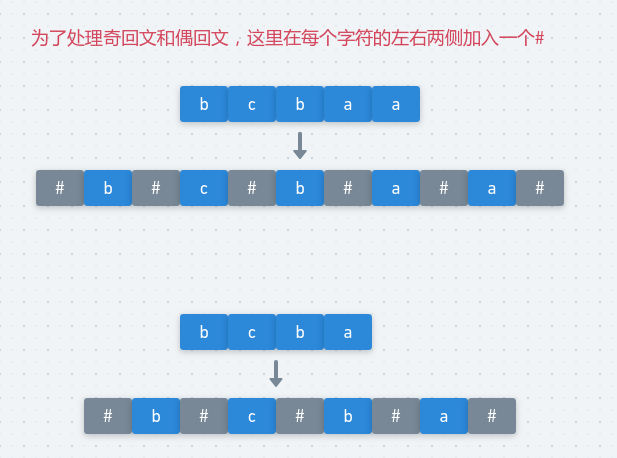 为了处理奇回文和偶回文，这里在每个字符的左右两侧加入一个#
b c b a a
# b # c # b # a # a #
b c b a
# b # c # b # a #